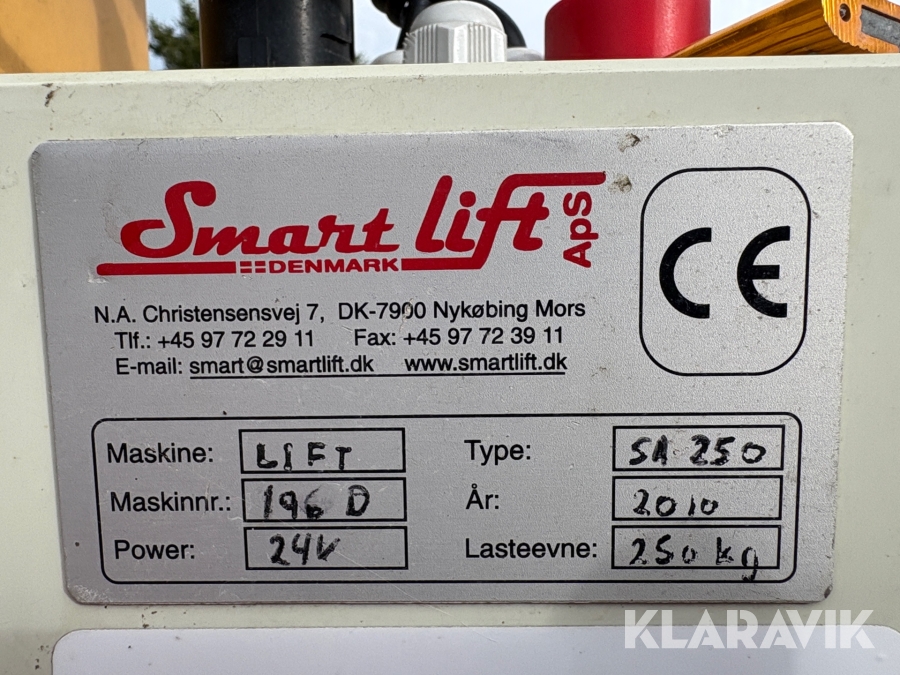 Smart lift ApS
DENMARK
CE
N.A. Christensensvej 7, DK-7900 Nykøbing Mors
Tlf.: +45 97 72 29 11 Fax: +45 97 72 39 11
E-mail: smart@smartlift.dk www.smartlift.dk
Maskine: LIFT Type: SA 250
Maskinnr.: 196 D År: 2010
Power: 24V Lasteevne: 250 kg
KLARAVIK